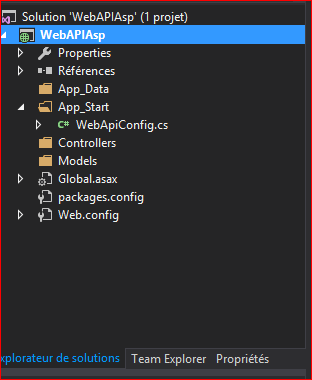 Solution 'WebAPIAsp' (1 projet)
WebAPIAsp
Properties
Références
App_Data
App_Start
C# WebApiConfig.cs
Controllers
Models
Global.asax
packages.config
Web.config
xplorateur de solutions Team Explorer Propriétés